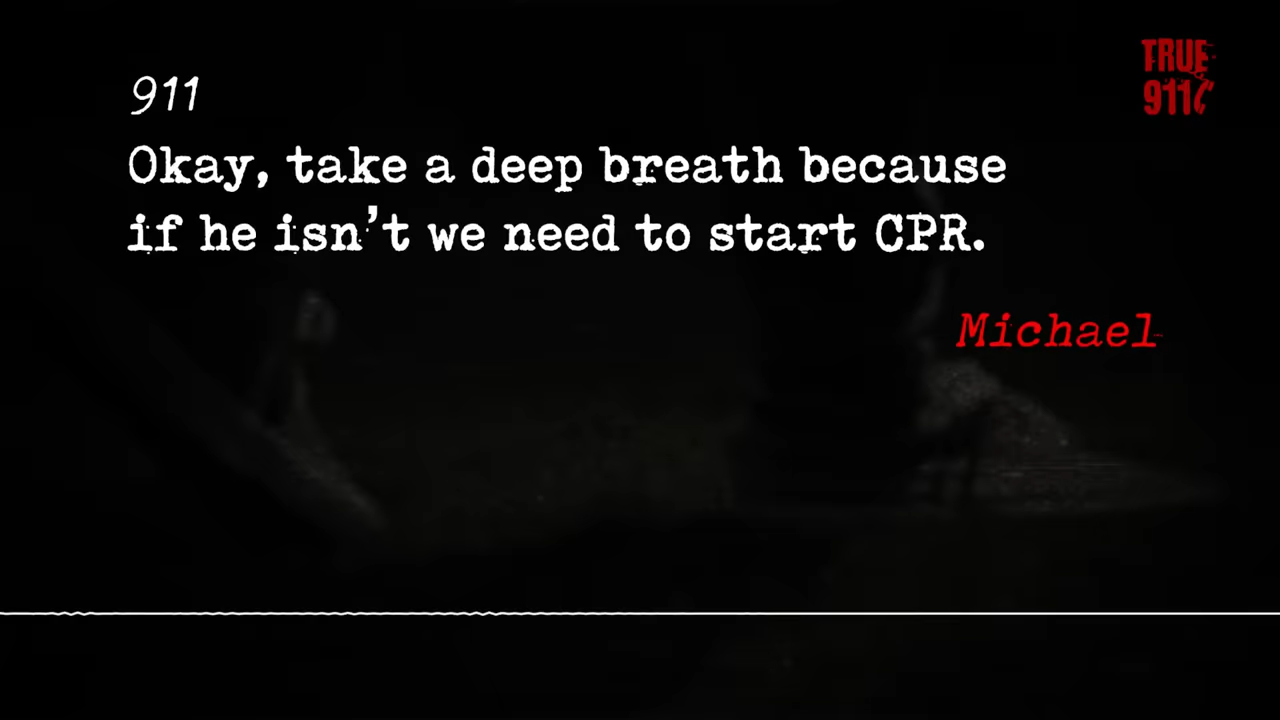 TRUE
911
911
Okay, take a deep breath because
if he isn’t we need to start CPR.
Michael